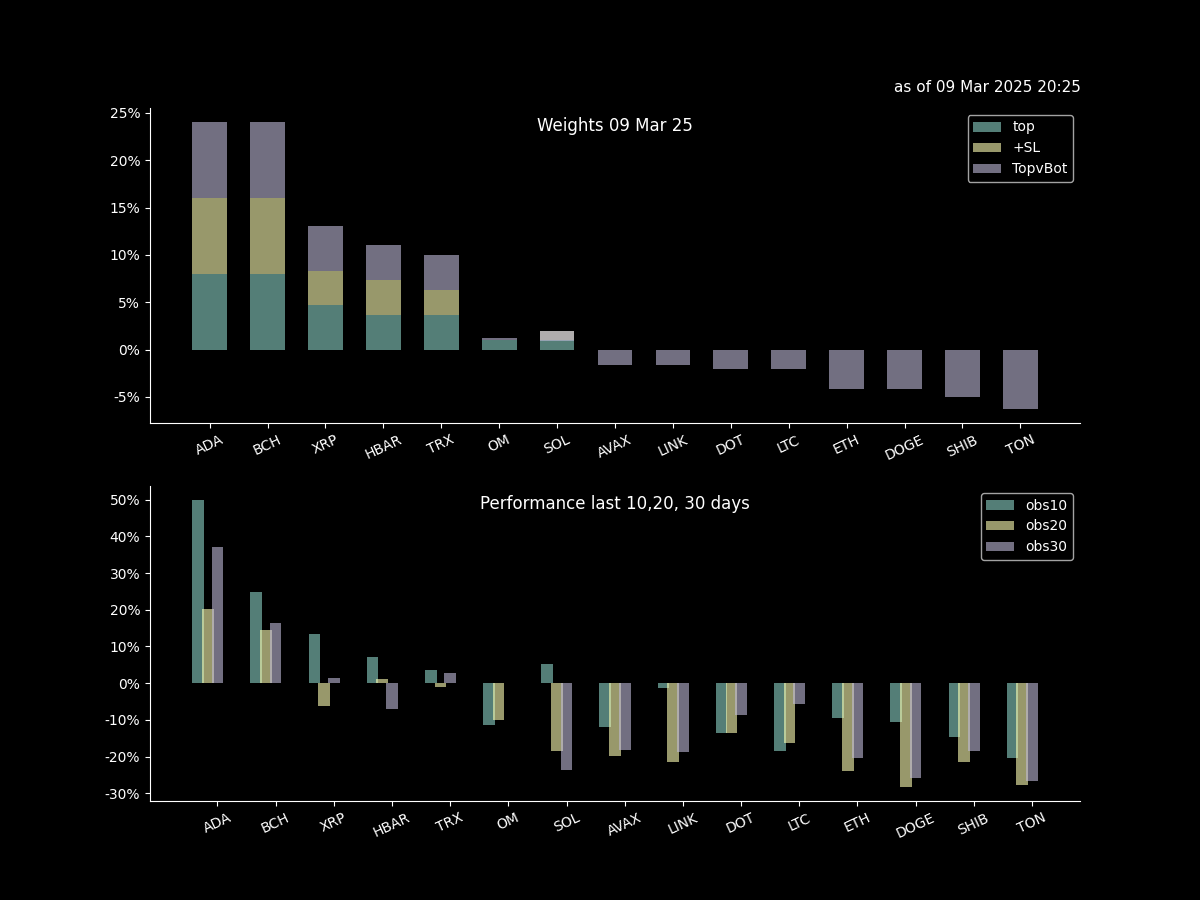 as of 09 Mar 2025 20:25
Weights 09 Mar 25
top
+SL
TopvBot
25%
20%
15%
10%
5%
0%
-5%
ADA BCH XRP HBAR TRX OM SOL AVAX LINK DOT LTC ETH DOGE SHIB TON
Performance last 10,20, 30 days
obs10
obs20
obs30
50%
40%
30%
20%
10%
0%
-10%
-20%
-30%
ADA BCH XRP HBAR TRX OM SOL AVAX LINK DOT LTC ETH DOGE SHIB TON